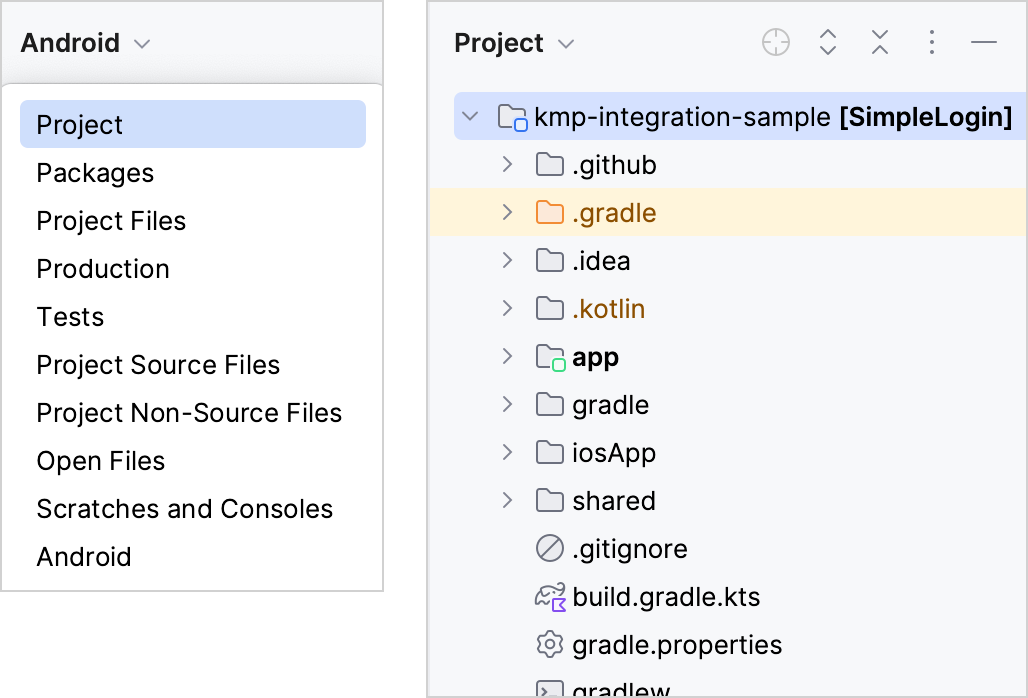 Android
Project
Packages
Project Files
Production
Tests
Project Source Files
Project Non-Source Files
Open Files
Scratches and Consoles
Android
Project
kmp-integration-sample [SimpleLogin]
.github
.gradle
.idea
.kotlin
app
gradle
iosApp
shared
.gitignore
build.gradle.kts
gradle.properties
gradlew